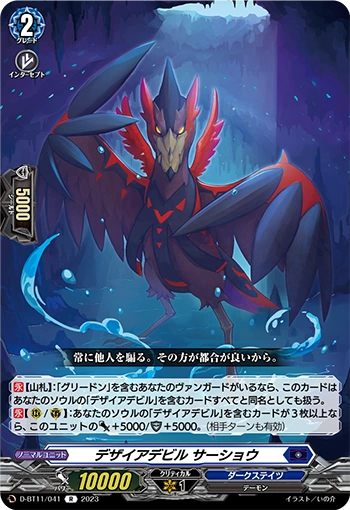 2
グレード
インターセプト
5000
シールド
常に他人を騙る。その方が都合が良いから。
永【山札】:「グリードン」を含むあなたのヴァンガードがいるなら、このカードは
あなたのソウルの「デザイアデビル」を含むカードすべてと同名としても扱う。
永【V/R】:あなたのソウルの「デザイアデビル」を含むカードが3枚以上な
ら、このユニットの+5000/+5000。(相手ターンも有効)
ノーマルユニット
デザイアデビル サーショウ
パワー
10000
クリティカル
1
ダークステイツ
デーモン
D-BT11/041 R 2023
イラスト/いの介